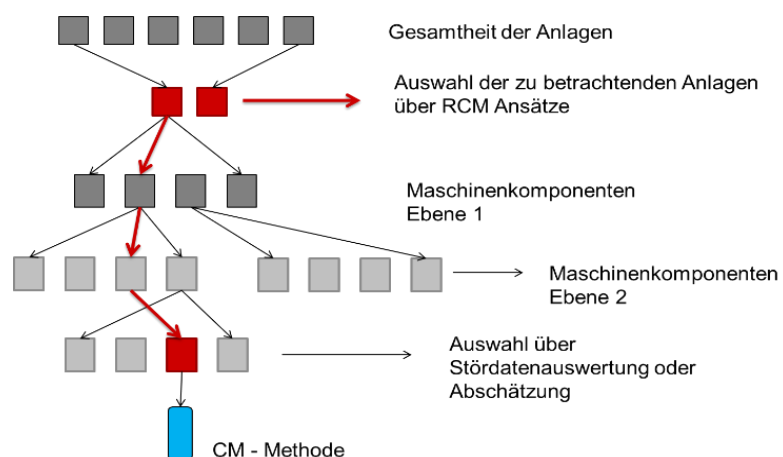 Gesamtheit der Anlagen
Auswahl der zu betrachtenden Anlagen
über RCM Ansätze
Maschinenkomponenten
Ebene 1
Maschinenkomponenten
Ebene 2
Auswahl über
Stördatenauswertung oder
Abschätzung
CM - Methode